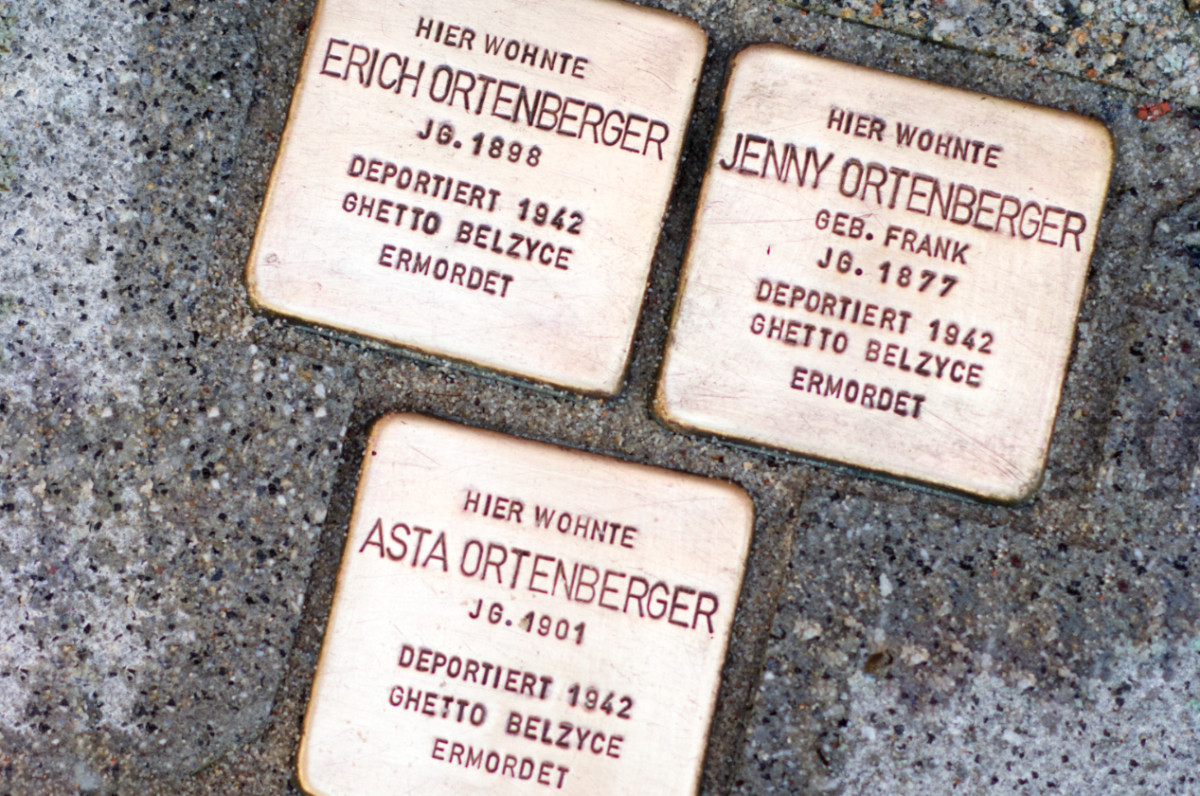 HIER WOHNTE
ERICH ORTENBERGER
JG. 1898
DEPORTIERT 1942
GHETTO BELZYCE
ERMORDET
HIER WOHNTE
JENNY ORTENBERGER
GEB. FRANK
JG. 1877
DEPORTIERT 1942
GHETTO BELZYCE
ERMORDET
HIER WOHNTE
ASTA ORTENBERGER
JG. 1901
DEPORTIERT 1942
GHETTO BELZYCE
ERMORDET